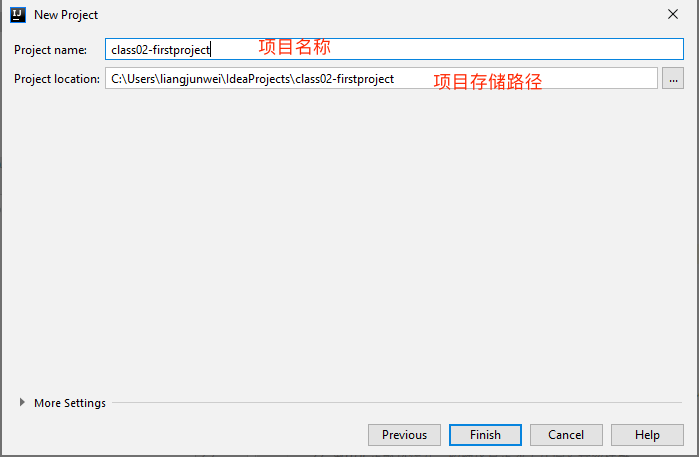 IJ New Project
Project name: class02-firstproject 项目名称
Project location: C:\Users\liangjunwei\IdeaProjects\class02-firstproject 项目存储路径 ...
More Settings
Previous Finish Cancel Help